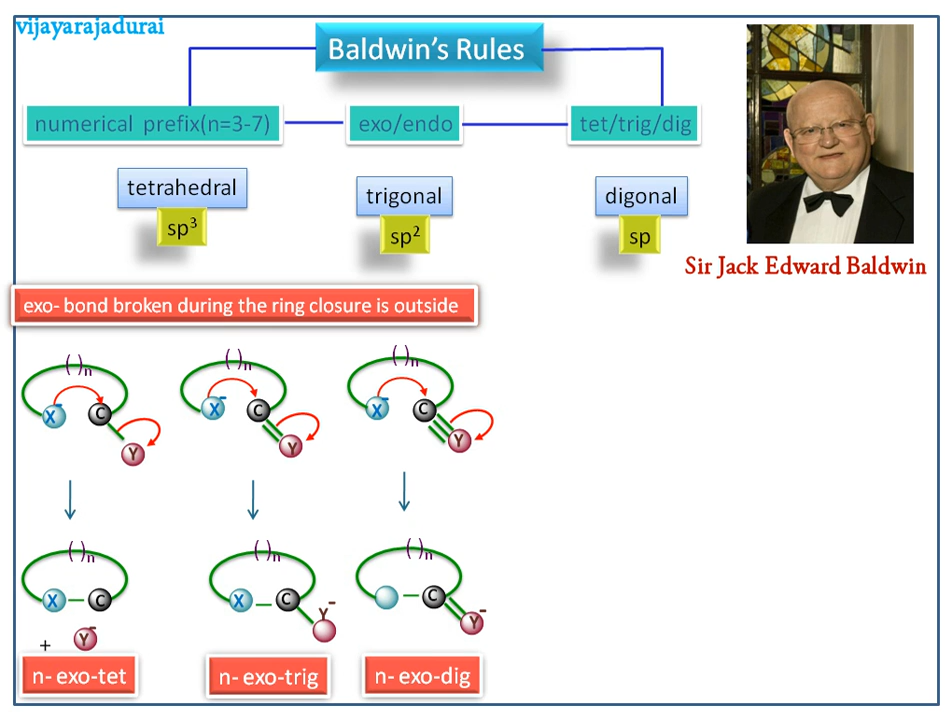 vijayarajadurai
Baldwin's Rules
numerical prefix(n=3-7)
exo/endo
tet/trig/dig
tetrahedral
sp³
trigonal
sp²
digonal
sp
Sir Jack Edward Baldwin
exo- bond broken during the ring closure is outside
( )n
( )n
( )n
X⁻
C
Y
X⁻
C
Y
X⁻
C
Y
( )n
( )n
( )n
X
C
+
Y⁻
X
C
Y⁻
C
Y⁻
n- exo-tet
n- exo-trig
n- exo-dig